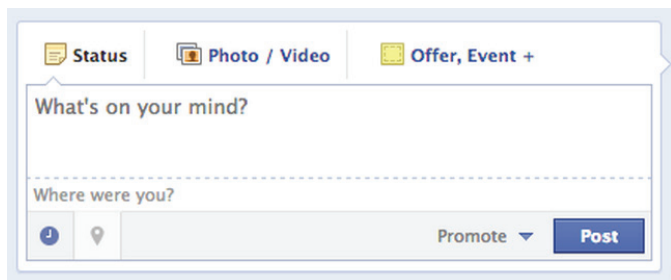 Status Photo / Video Offer, Event +
What's on your mind?
Where were you?
Promote Post